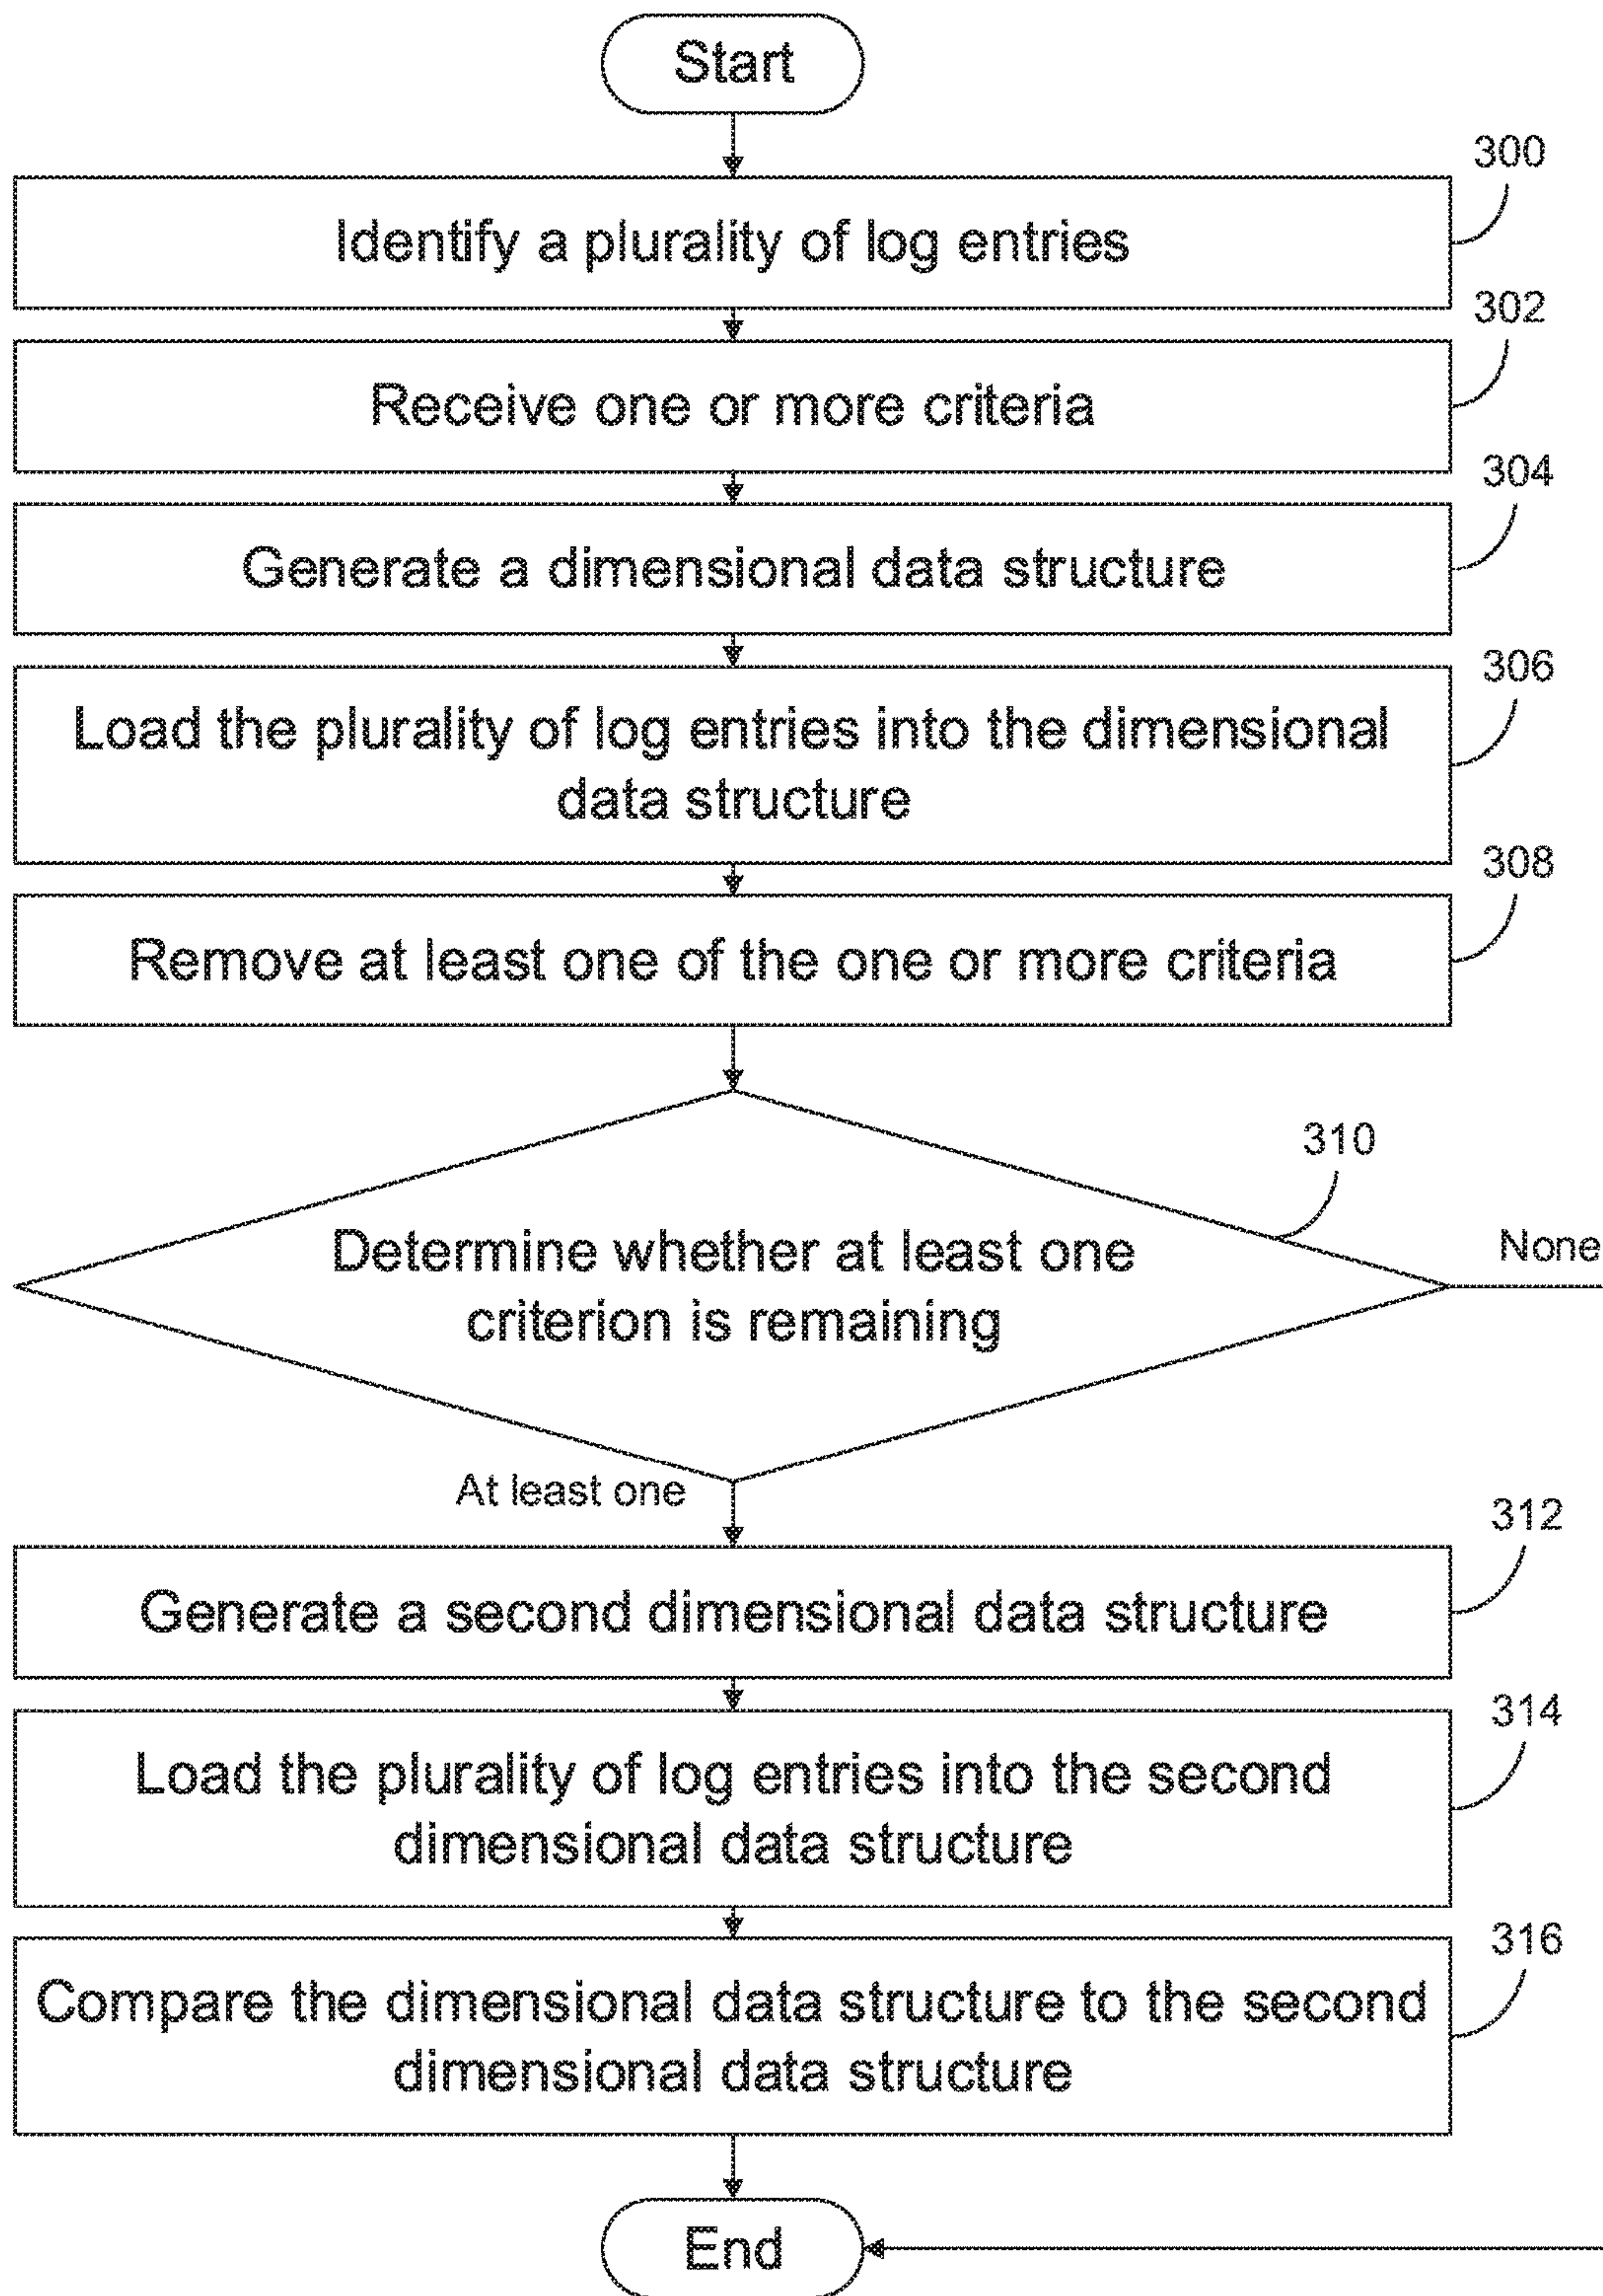 Start
300
Identify a plurality of log entries
302
Receive one or more criteria
304
Generate a dimensional data structure
306
Load the plurality of log entries into the dimensional
data structure
308
Remove at least one of the one or more criteria
310
Determine whether at least one
criterion is remaining
None
At least one
312
Generate a second dimensional data structure
314
Load the plurality of log entries into the second
dimensional data structure
316
Compare the dimensional data structure to the second
dimensional data structure
End